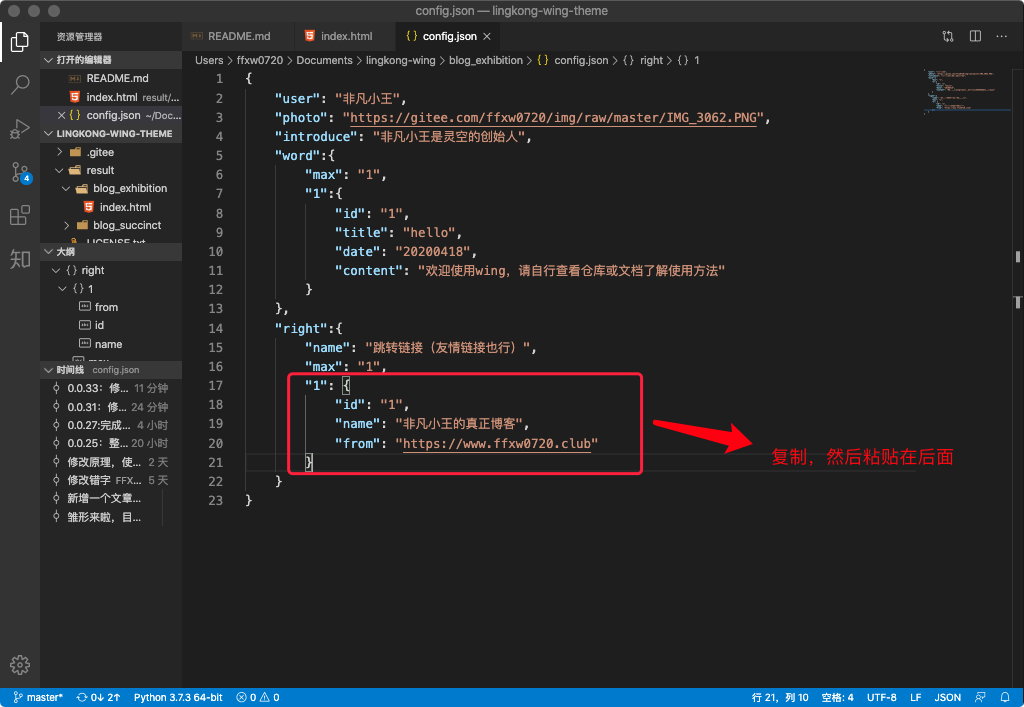 config.json — lingkong-wing-theme
资源管理器
README.md
index.html
{} config.json ×
打开的编辑器
README.md
index.html result/...
× {} config.json ~/Doc...
LINGKONG-WING-THEME
.gitee
result
blog_exhibition
index.html
blog_succinct
LICENSE.txt
大纲
{} right
{} 1
from
id
name
时间线 config.json
0.0.33：修... 11 分钟
0.0.31：修... 24 分钟
0.0.27:完成... 4 小时
0.0.25：整... 20 小时
修改原理，使... 2 天
修改错字 FFX... 5 天
新增一个文章...
雏形来啦，目...
4
知
Users > ffxw0720 > Documents > lingkong-wing > blog_exhibition > {} config.json > {} right > {} 1
1 {
2 "user": "非凡小王",
3 "photo": "https://gitee.com/ffxw0720/img/raw/master/IMG_3062.PNG",
4 "introduce": "非凡小王是灵空的创始人",
5 "word":{
6 "max": "1",
7 "1":{
8 "id": "1",
9 "title": "hello",
10 "date": "20200418",
11 "content": "欢迎使用wing，请自行查看仓库或文档了解使用方法"
12 }
13 },
14 "right":{
15 "name": "跳转链接（友情链接也行）",
16 "max": "1",
17 "1": {
18 "id": "1",
19 "name": "非凡小王的真正博客",
20 "from": "https://www.ffxw0720.club"
21 }
22 }
23 }
复制，然后粘贴在后面
master* 0↓ 2↑ Python 3.7.3 64-bit 0 0 行 21，列 10 空格: 4 UTF-8 LF JSON